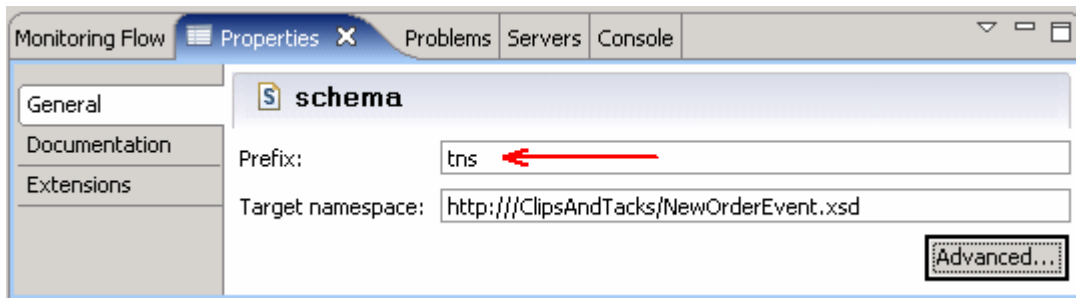 Monitoring Flow Properties Problems Servers Console
General
Documentation
Extensions
S schema
Prefix: tns
Target namespace: http:///ClipsAndTacks/NewOrderEvent.xsd
Advanced...